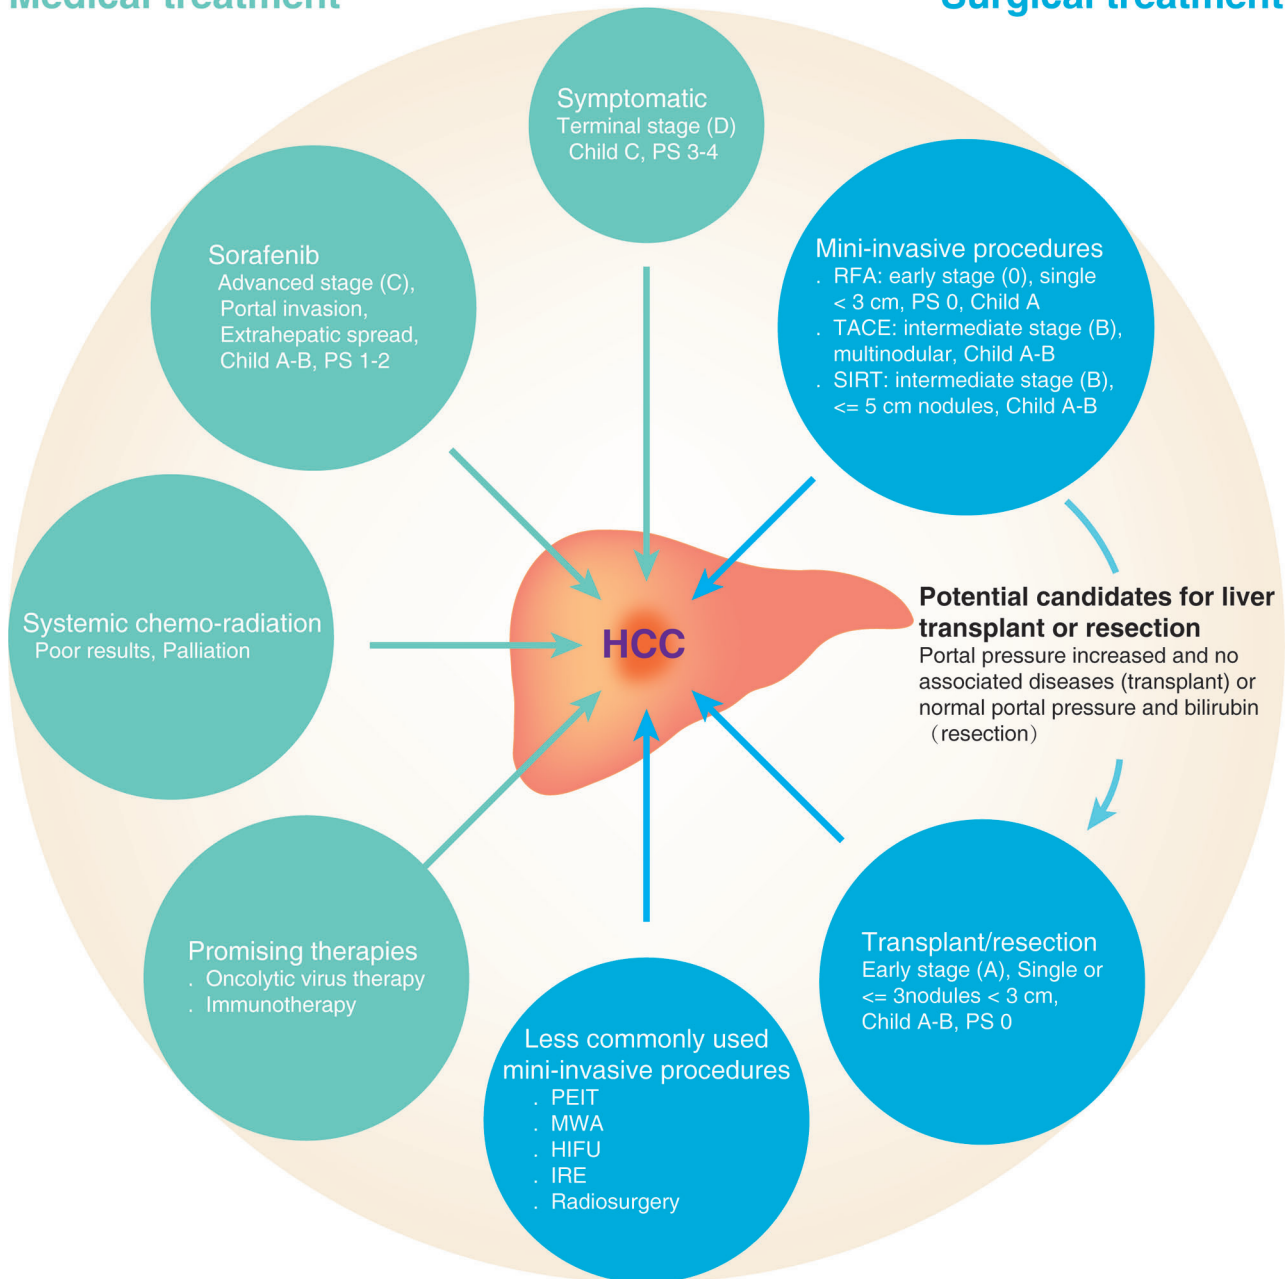 Medical treatment
Surgical treatment
Symptomatic
Terminal stage (D)
Child C, PS 3-4
Sorafenib
Advanced stage (C),
Portal invasion,
Extrahepatic spread,
Child A-B, PS 1-2
Mini-invasive procedures
. RFA: early stage (0), single
< 3 cm, PS 0, Child A
. TACE: intermediate stage (B),
multinodular, Child A-B
. SIRT: intermediate stage (B),
<= 5 cm nodules, Child A-B
Systemic chemo-radiation
Poor results, Palliation
HCC
Potential candidates for liver
transplant or resection
Portal pressure increased and no
associated diseases (transplant) or
normal portal pressure and bilirubin
（resection）
Promising therapies
. Oncolytic virus therapy
. Immunotherapy
Less commonly used
mini-invasive procedures
. PEIT
. MWA
. HIFU
. IRE
. Radiosurgery
Transplant/resection
Early stage (A), Single or
<= 3nodules < 3 cm,
Child A-B, PS 0